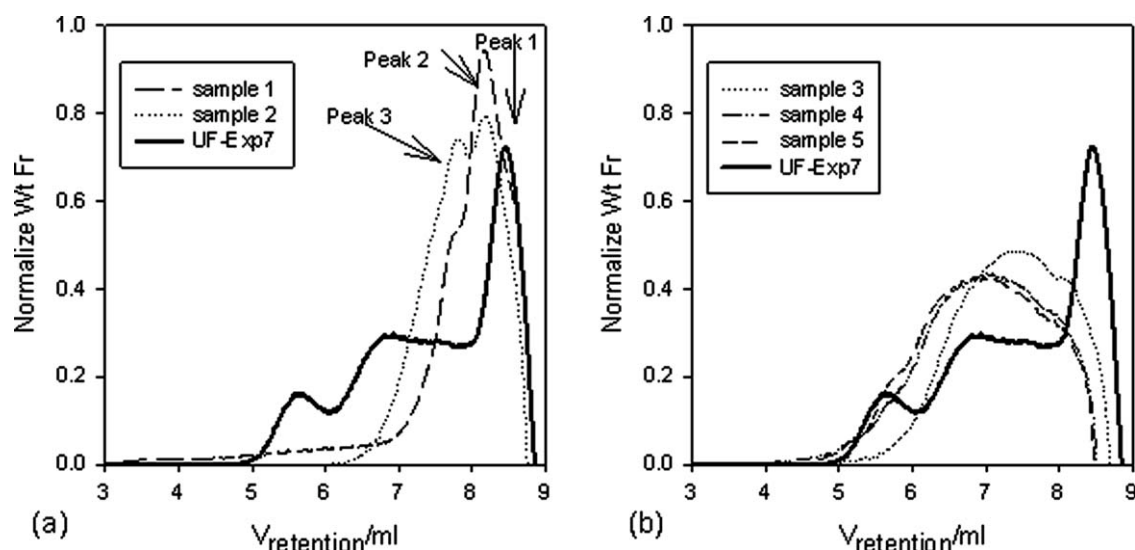 1.0
0.8
0.6
0.4
0.2
0.0
Normalize Wt Fr
sample 1
sample 2
UF-Exp7
Peak 1
Peak 2
Peak 3
3 4 5 6 7 8 9
(a)
Vretention/ml
1.0
0.8
0.6
0.4
0.2
0.0
Normalize Wt Fr
sample 3
sample 4
sample 5
UF-Exp7
3 4 5 6 7 8 9
(b)
Vretention/ml